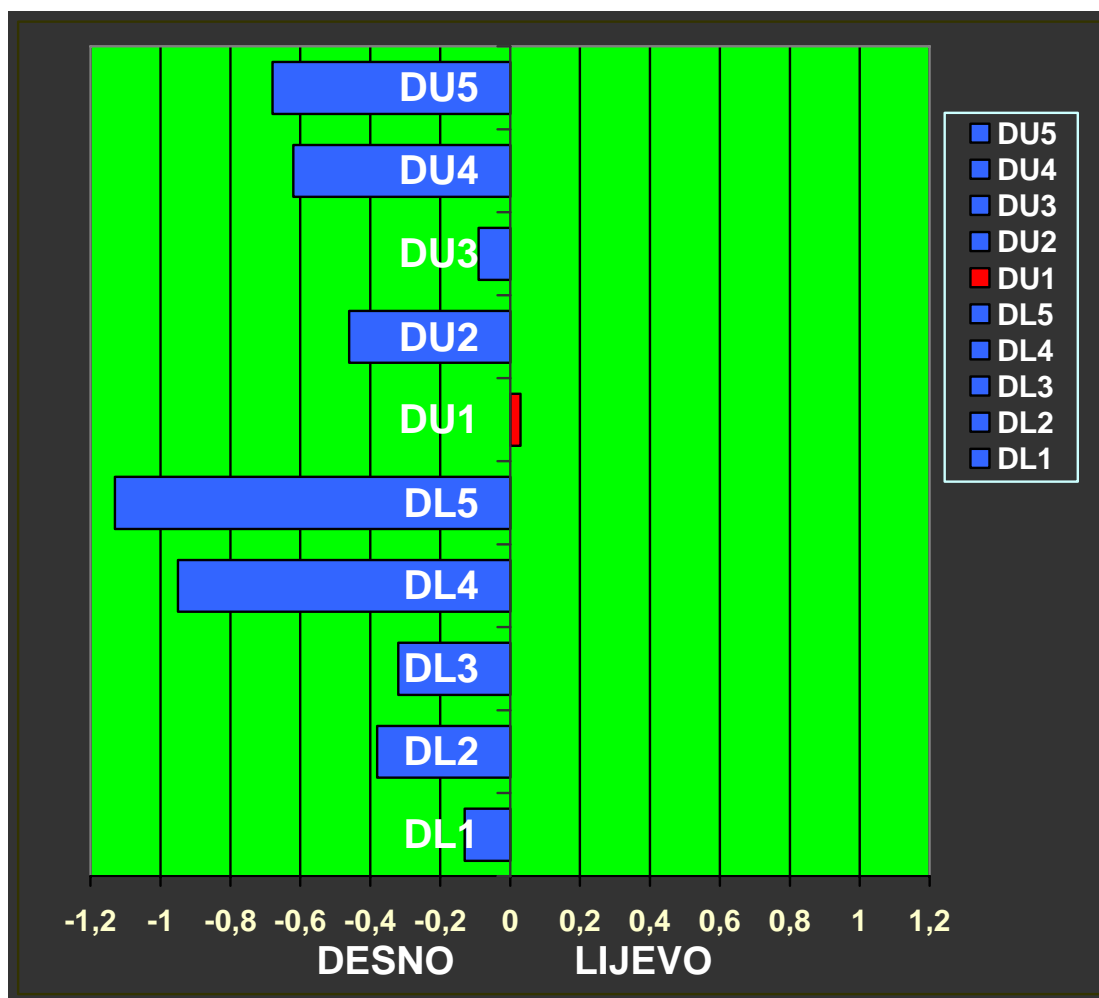 DU5
DU4
DU3
DU2
DU1
DL5
DL4
DL3
DL2
DL1
-1,2 -1 -0,8 -0,6 -0,4 -0,2 0 0,2 0,4 0,6 0,8 1 1,2
DESNO LIJEVO
DU5
DU4
DU3
DU2
DU1
DL5
DL4
DL3
DL2
DL1